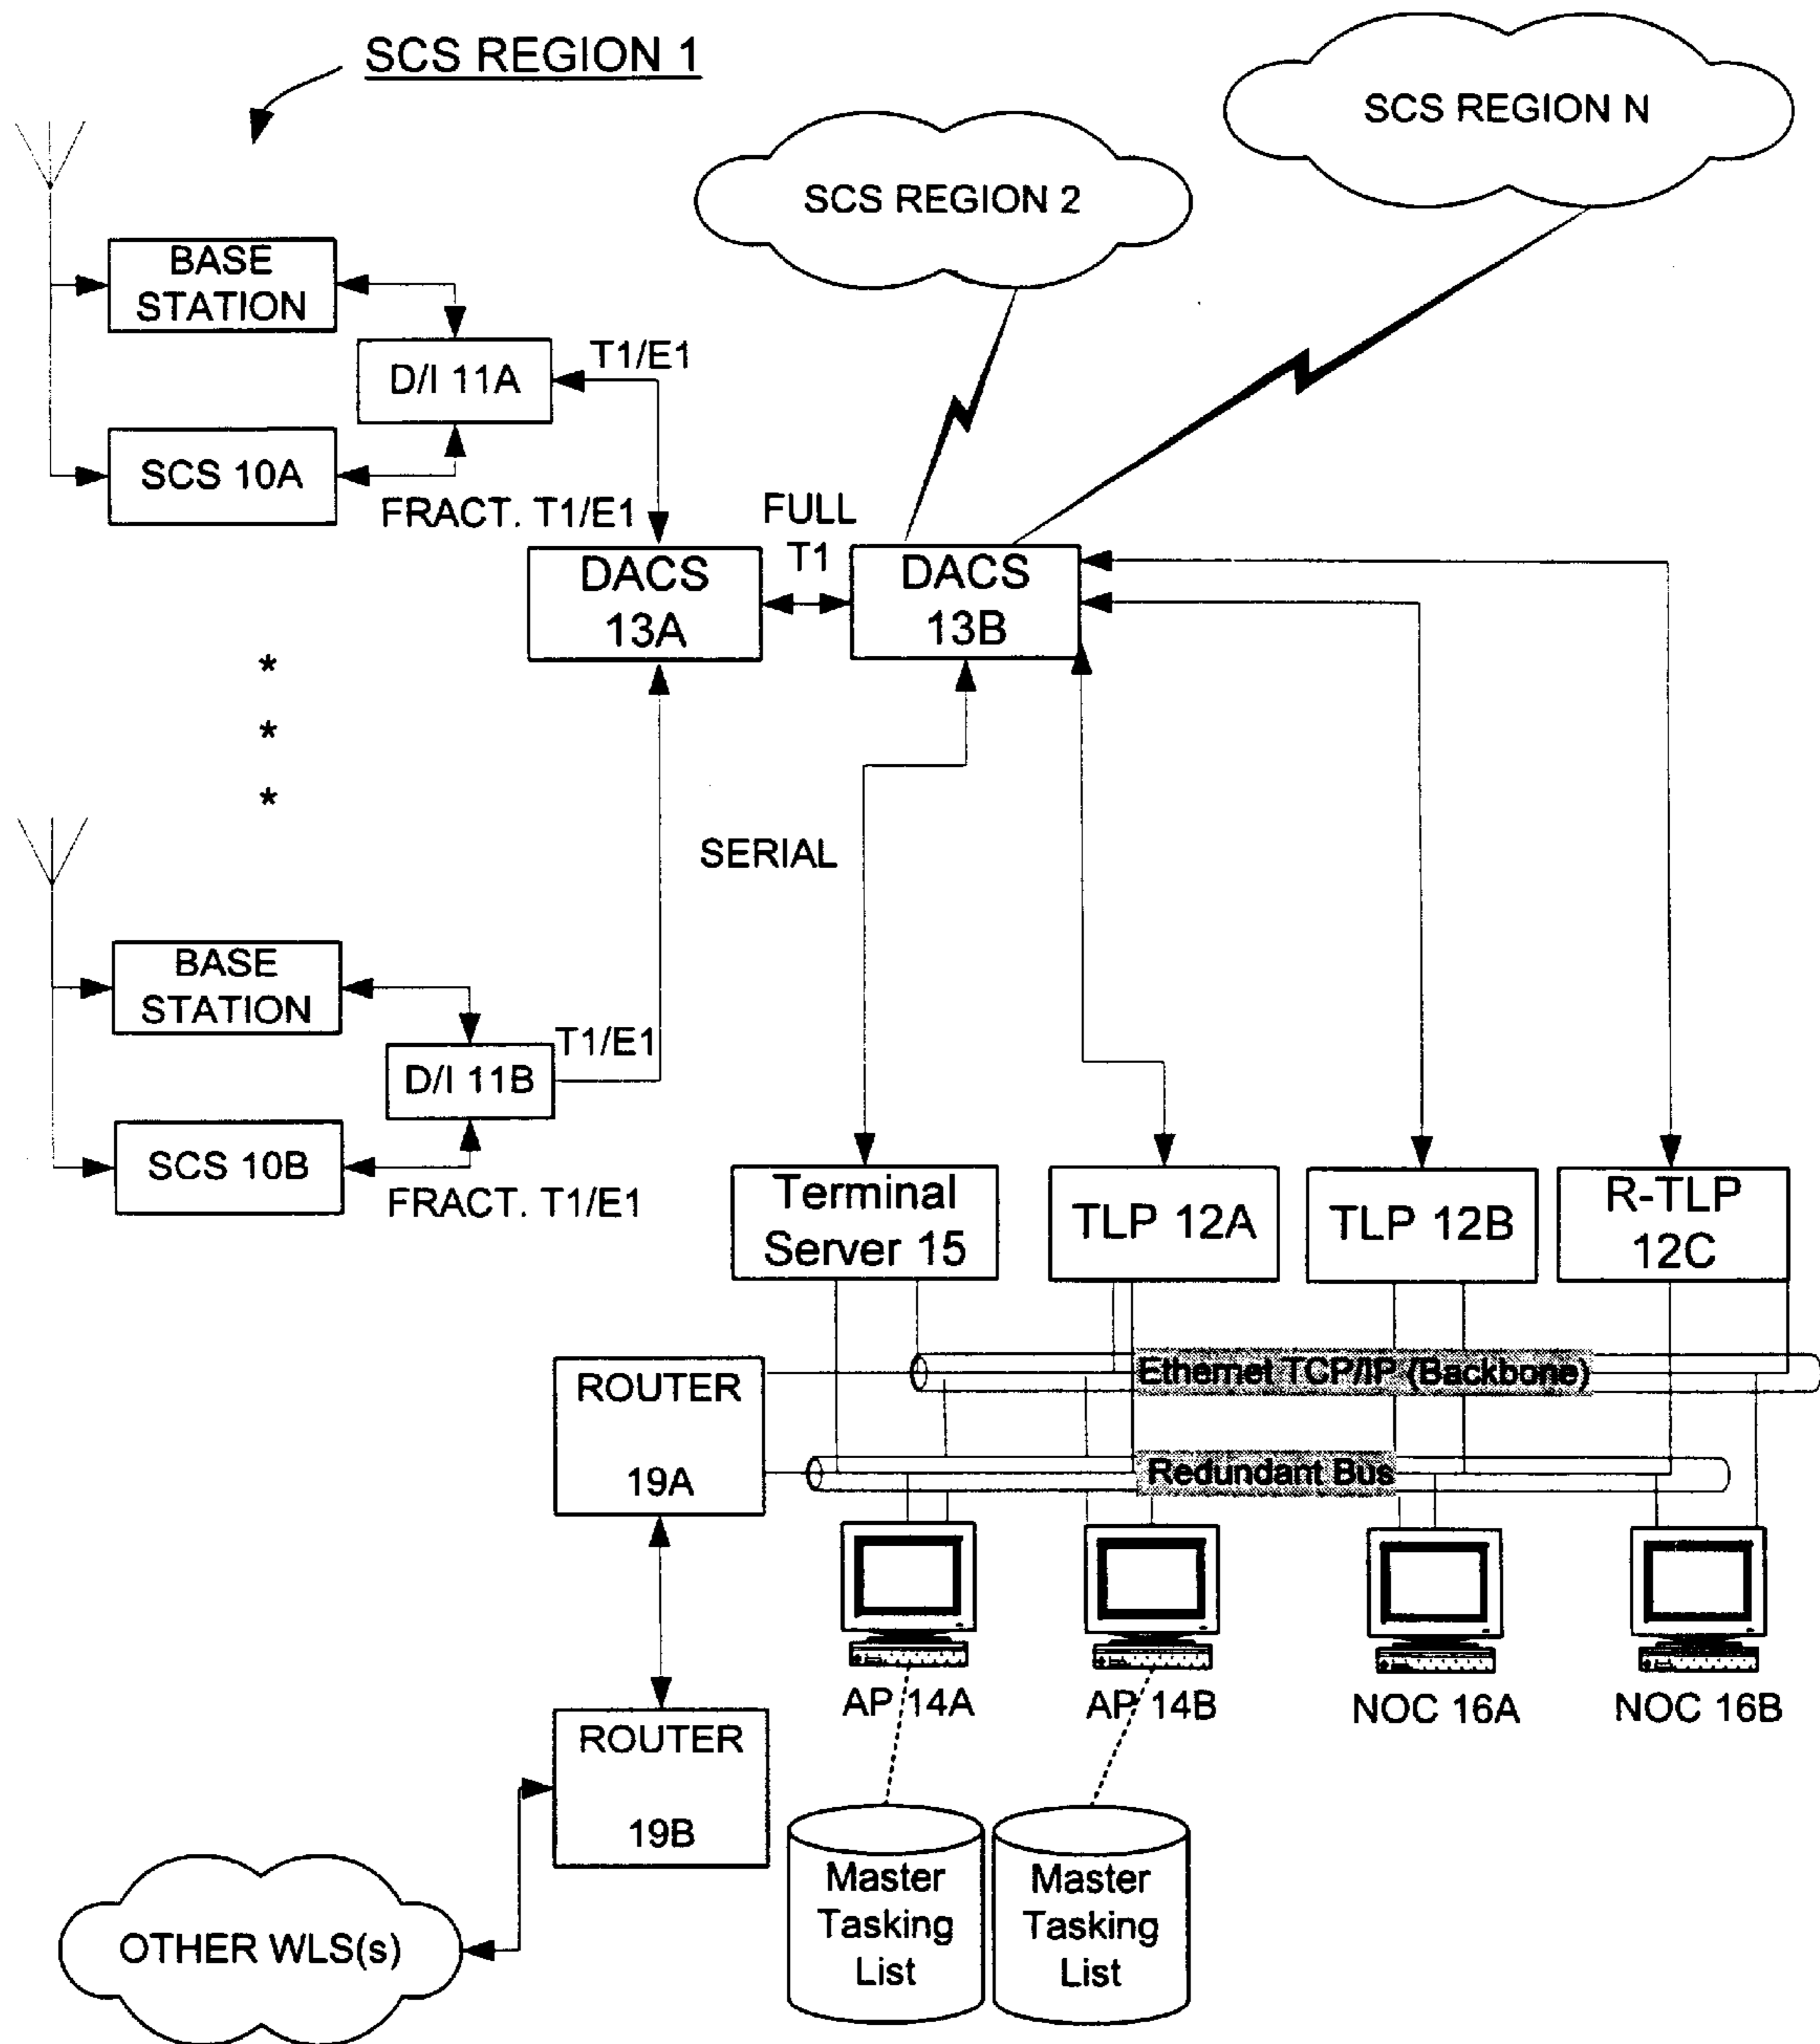 SCS REGION 1
SCS REGION N
SCS REGION 2
BASE
STATION
D/I 11A
T1/E1
SCS 10A
FRACT. T1/E1
FULL
T1
DACS
13A
DACS
13B
*
*
*
SERIAL
BASE
STATION
D/I 11B
T1/E1
SCS 10B
FRACT. T1/E1
Terminal
Server 15
TLP 12A
TLP 12B
R-TLP
12C
Ethernet TCP/IP (Backbone)
ROUTER
19A
Redundant Bus
AP 14A
AP 14B
NOC 16A
NOC 16B
ROUTER
19B
Master
Tasking
List
Master
Tasking
List
OTHER WLS(s)